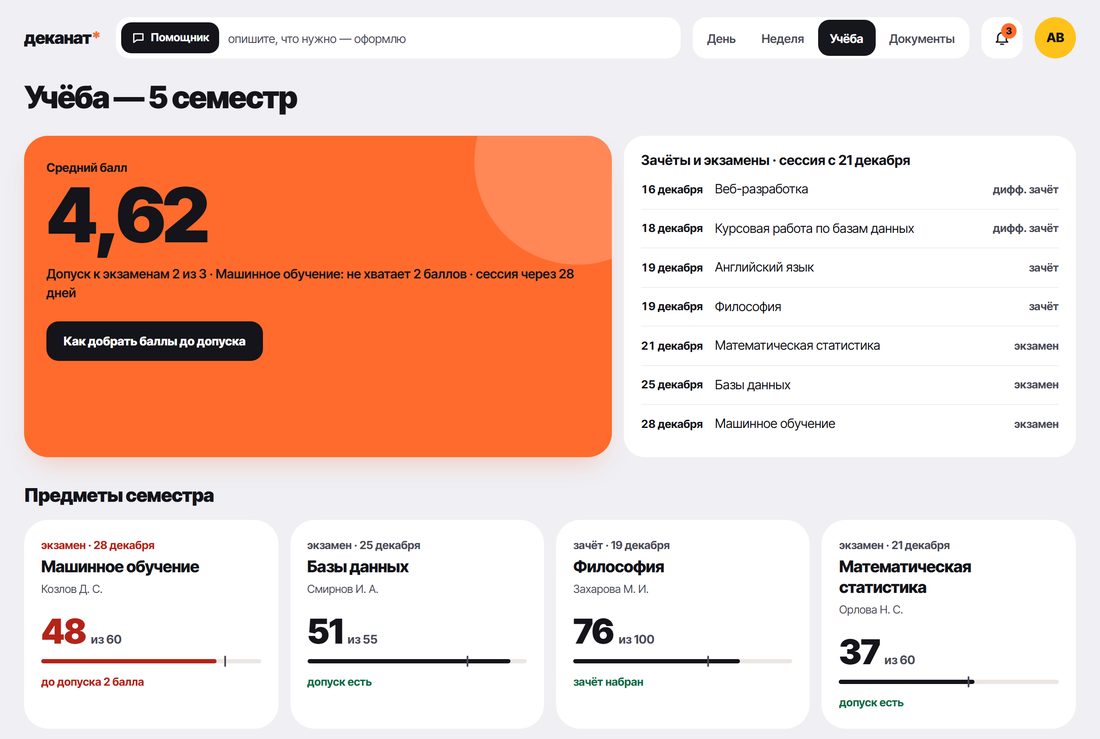 деканат*
Помощник
опишите, что нужно — оформлю
День
Неделя
Учёба
Документы
3
АВ
Учёба — 5 семестр
Средний балл
4,62
Допуск к экзаменам 2 из 3 · Машинное обучение: не хватает 2 баллов · сессия через 28
дней
Как добрать баллы до допуска
Зачёты и экзамены · сессия с 21 декабря
16 декабря Веб-разработка дифф. зачёт
18 декабря Курсовая работа по базам данных дифф. зачёт
19 декабря Английский язык зачёт
19 декабря Философия зачёт
21 декабря Математическая статистика экзамен
25 декабря Базы данных экзамен
28 декабря Машинное обучение экзамен
Предметы семестра
экзамен · 28 декабря
Машинное обучение
Козлов Д. С.
48 из 60
до допуска 2 балла
экзамен · 25 декабря
Базы данных
Смирнов И. А.
51 из 55
допуск есть
зачёт · 19 декабря
Философия
Захарова М. И.
76 из 100
зачёт набран
экзамен · 21 декабря
Математическая
статистика
Орлова Н. С.
37 из 60
допуск есть